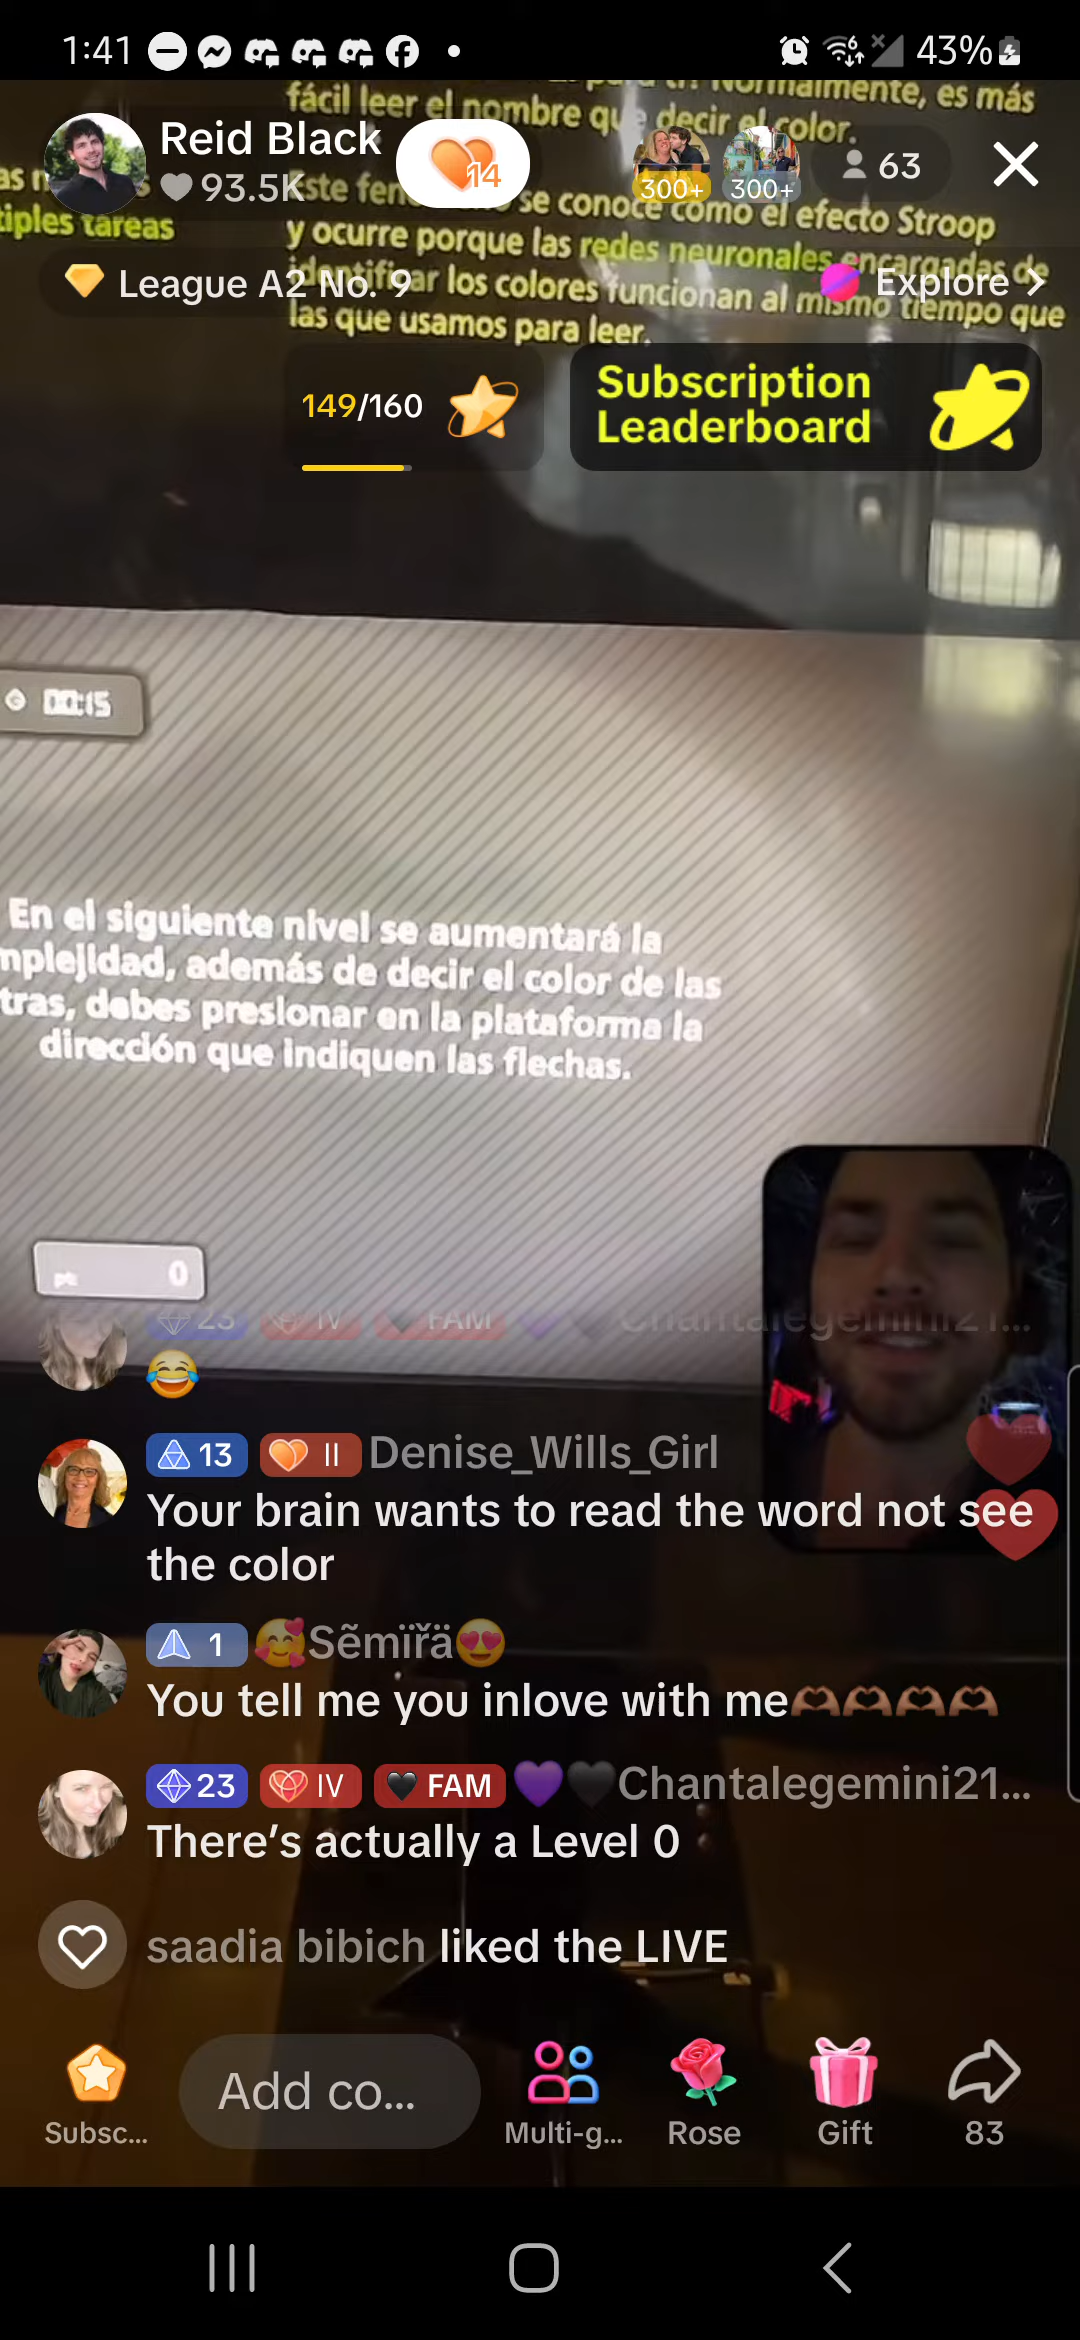 1:41
43%
para ti? Normalmente, es más
fácil leer el nombre que decir el color.
Reid Black
14
93.5K
300+
300+
63
tiples tareas
se conoce como el efecto Stroop
y ocurre porque las redes neuronales encargadas de
League A2 No. 9
Explore >
identificar los colores funcionan al mismo tiempo que
las que usamos para leer.
149/160
Subscription
Leaderboard
00:15
En el siguiente nivel se aumentará la
mplejidad, además de decir el color de las
tras, debes presionar en la plataforma la
dirección que indiquen las flechas.
pt: 0
23 IV FAM Chantalegemini21...
😂
13 II Denise_Wills_Girl
Your brain wants to read the word not see
the color
1 🥰Sẽmïřä😍
You tell me you inlove with me🫶🏽🫶🏽🫶🏽🫶🏽
23 IV 🖤 FAM 💜🖤Chantalegemini21...
There’s actually a Level 0
saadia bibich liked the LIVE
Add co...
Subsc...
Multi-g...
Rose
Gift
83